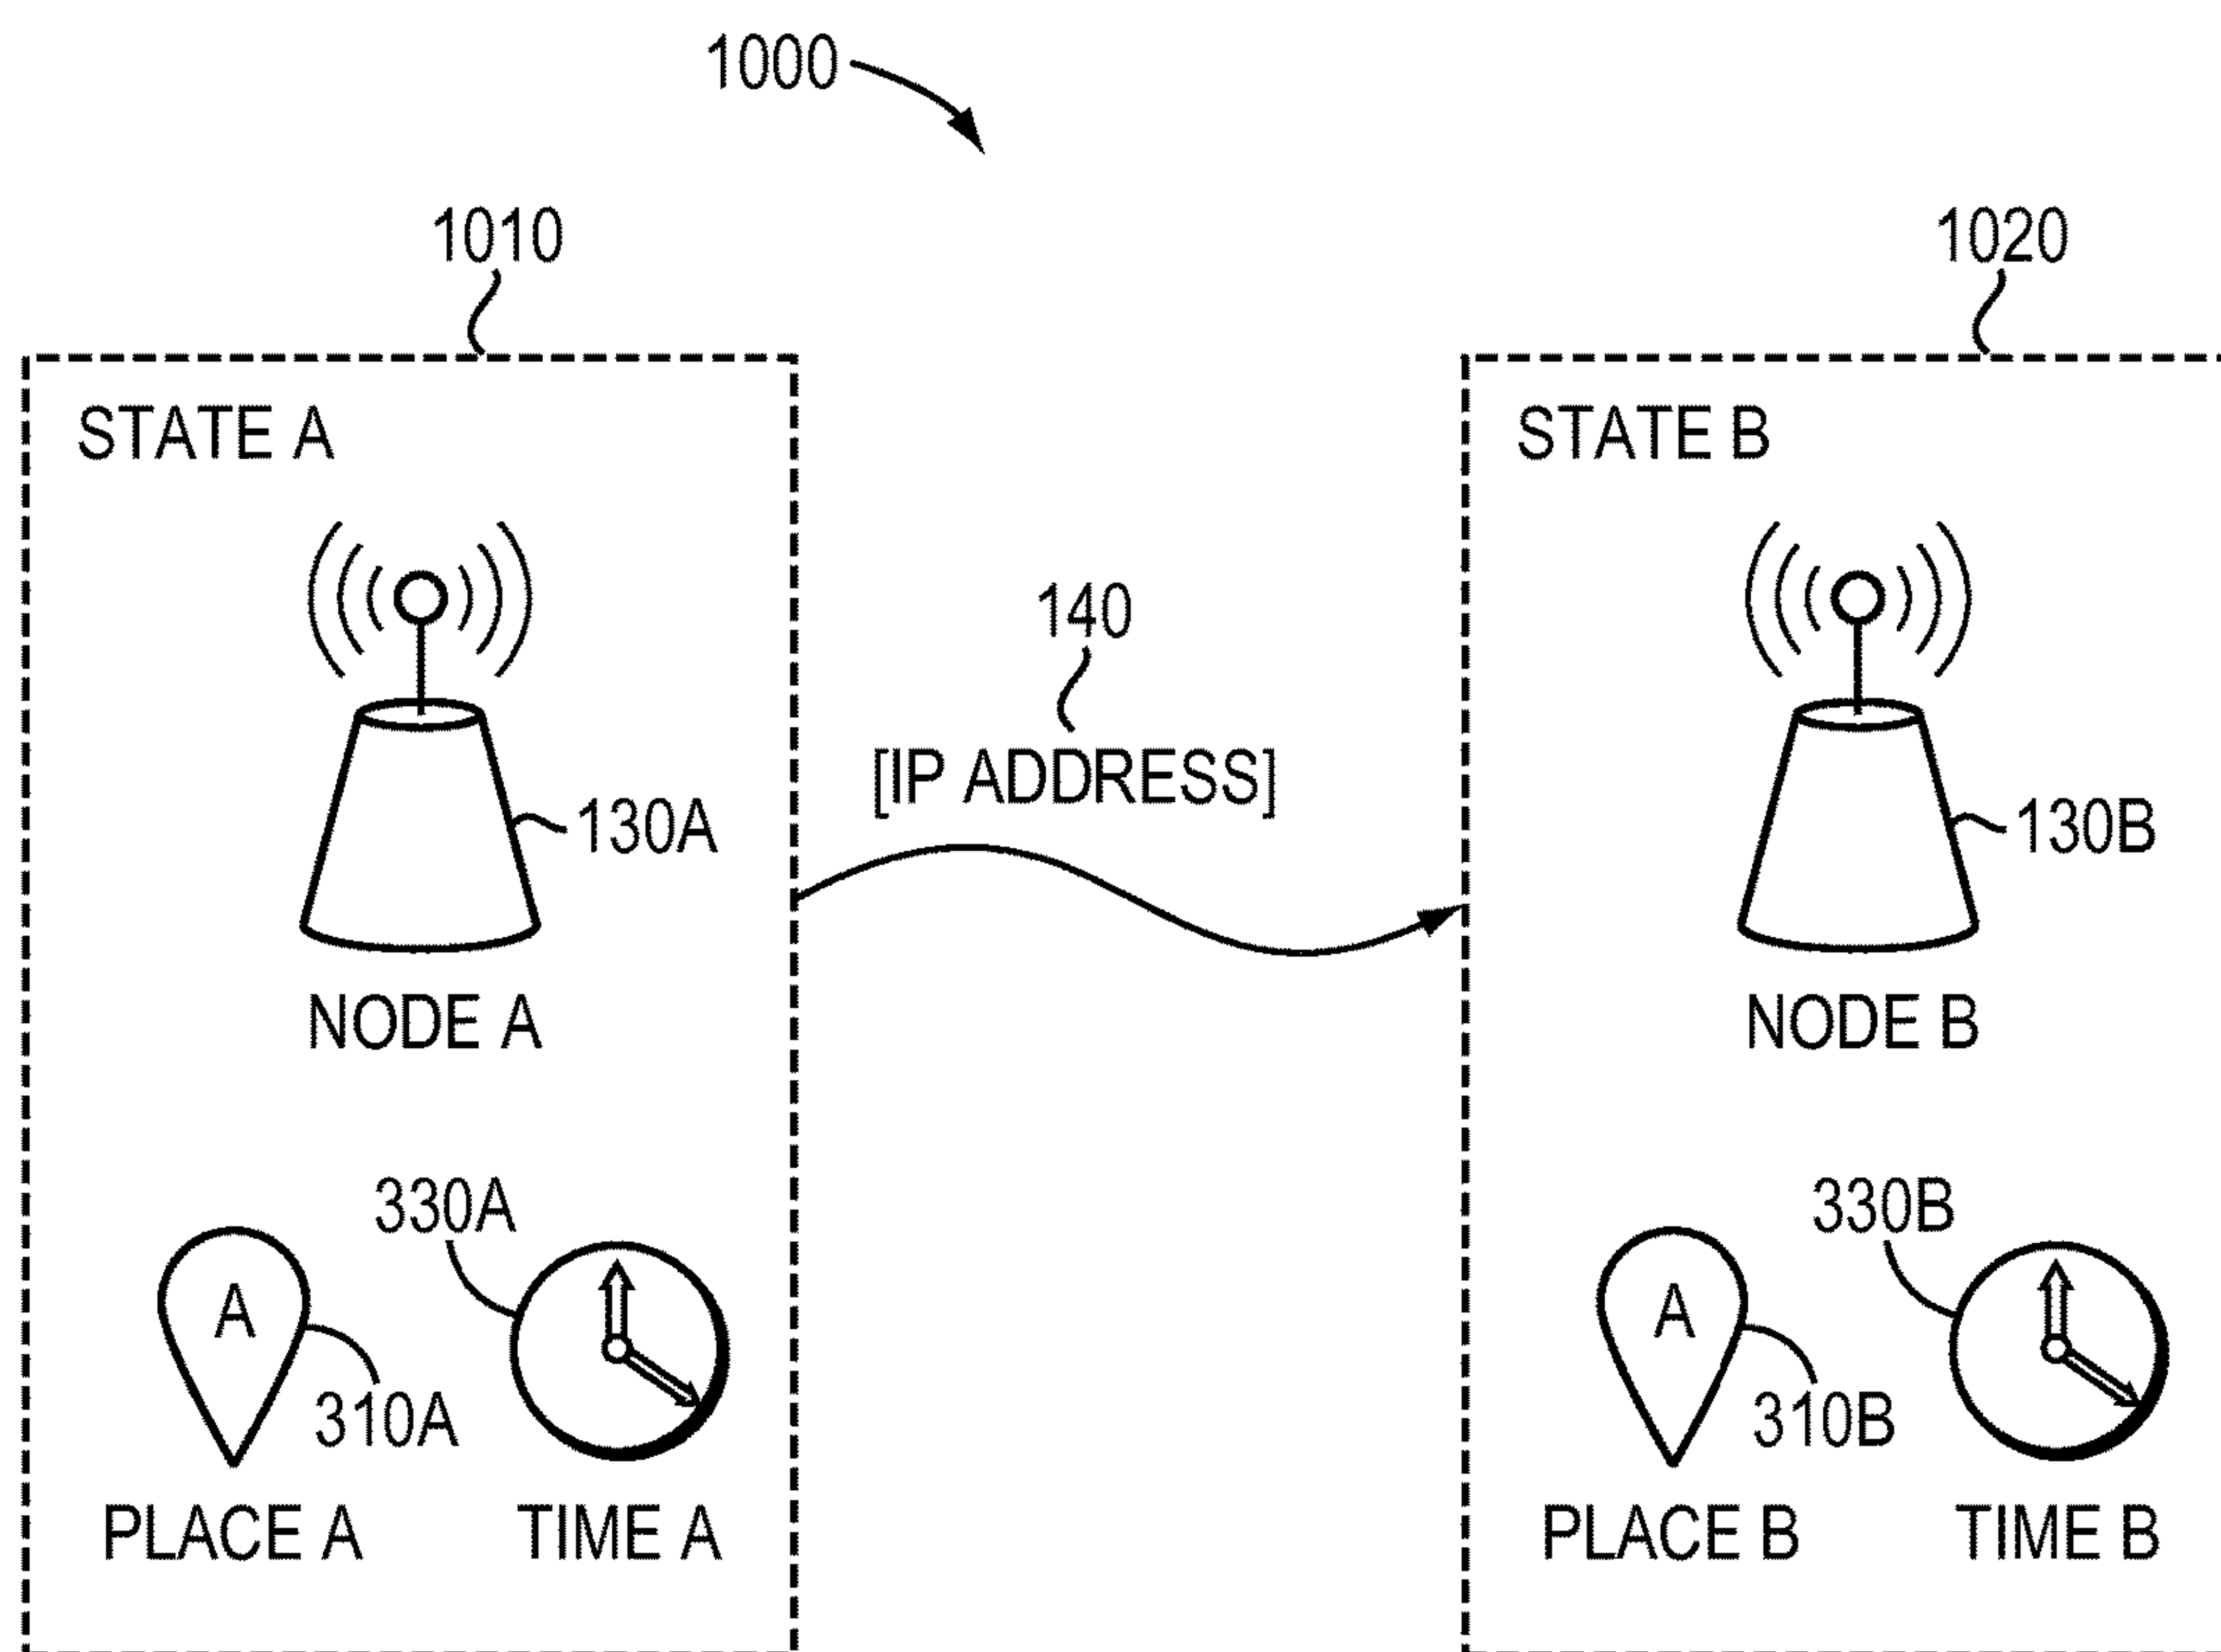 1000
1010
1020
STATE A
STATE B
140
[IP ADDRESS]
130A
130B
NODE A
NODE B
330A
330B
A
A
310A
310B
PLACE A
TIME A
PLACE B
TIME B